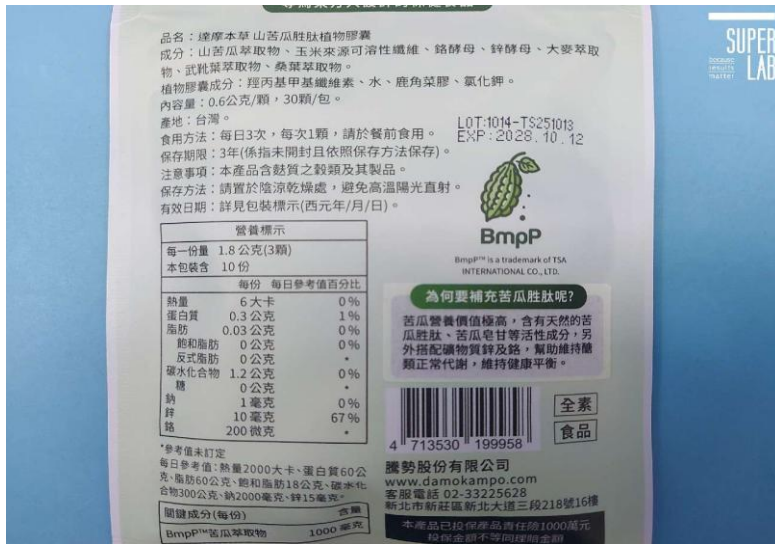 品名：達摩本草 山苦瓜胜肽植物膠囊
成分：山苦瓜萃取物、玉米來源可溶性纖維、鉻酵母、鋅酵母、大麥萃取
物、武靴葉萃取物、桑葉萃取物。
植物膠囊成分：羥丙基甲基纖維素、水、鹿角菜膠、氯化鉀。
內容量：0.6公克/顆，30顆/包。
產地：台灣。
食用方法：每日3次，每次1顆，請於餐前食用。
保存期限：3年(係指未開封且依照保存方法保存)。
注意事項：本產品含麩質之穀類及其製品。
保存方法：請置於陰涼乾燥處，避免高溫陽光直射。
有效日期：詳見包裝標示(西元年/月/日)。
LOT:1014-TS251013
EXP:2028.10.12
BmpP
BmpP™ is a trademark of TSA
INTERNATIONAL CO., LTD.
營養標示
每一份量 1.8 公克(3顆)
本包裝含 10 份
每份 每日參考值百分比
熱量 6 大卡 0%
蛋白質 0.3 公克 1%
脂肪 0.03 公克 0%
飽和脂肪 0 公克 0%
反式脂肪 0 公克 *
碳水化合物 1.2 公克 0%
糖 0 公克 *
鈉 1 毫克 0%
鋅 10 毫克 67%
鉻 200 微克 *
*參考值未訂定
每日參考值：熱量2000大卡、蛋白質60公
克、脂肪60公克、飽和脂肪18公克、碳水化
合物300公克、鈉2000毫克、鋅15毫克。
關鍵成分(每份) 含量
BmpP™苦瓜萃取物 1000 毫克
為何要補充苦瓜胜肽呢?
苦瓜營養價值極高，含有天然的苦
瓜胜肽、苦瓜皂甘等活性成分，另
外搭配礦物質鋅及鉻，幫助維持醣
類正常代謝，維持健康平衡。
4 713530 199958
全素
食品
騰勢股份有限公司
www.damokampo.com
客服電話 02-33225628
新北市新莊區新北大道三段218號16樓
本產品已投保產品責任險1000萬元
投保金額不等同理賠金額
SUPER
LAB
because
results
matter